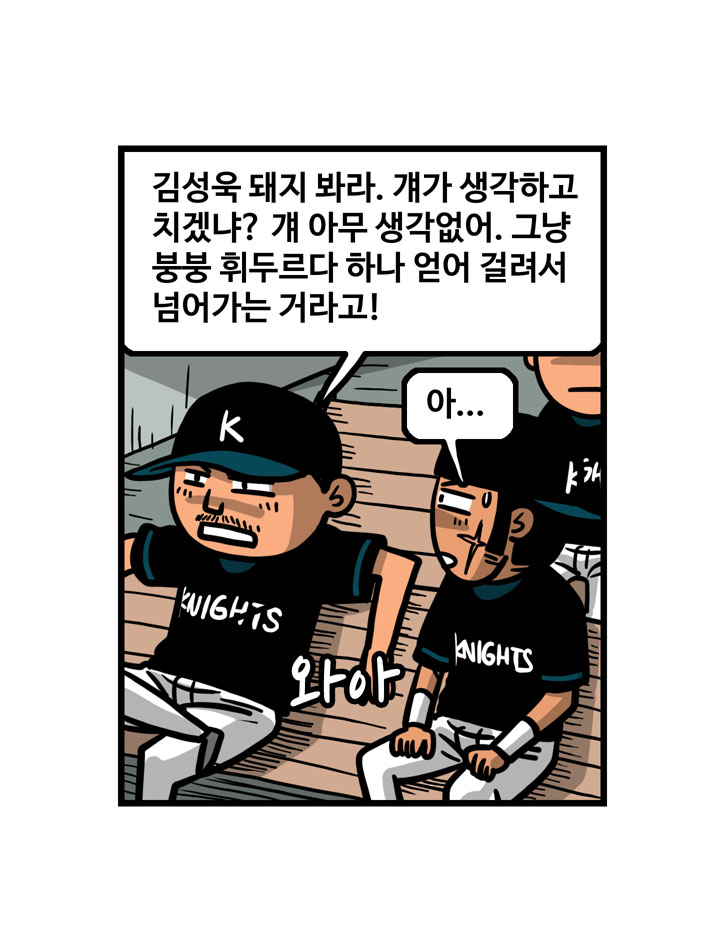 김성욱 돼지 봐라. 걔가 생각하고
치겠냐? 걔 아무 생각없어. 그냥
붕붕 휘두르다 하나 얻어 걸려서
넘어가는 거라고!
아...
K
KNIGHTS
KNIGHTS
와아